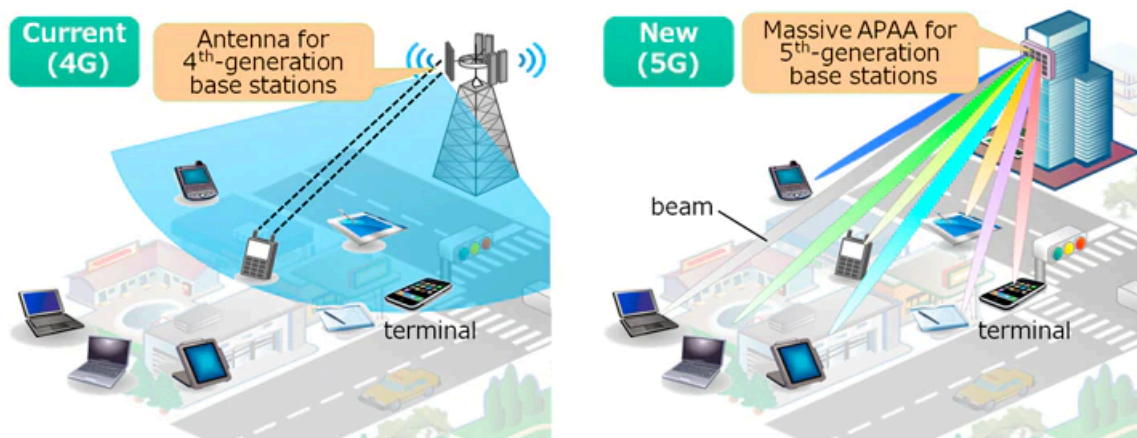 Current
(4G)
Antenna for
4th-generation
base stations
terminal
New
(5G)
Massive APAA for
5th-generation
base stations
beam
terminal